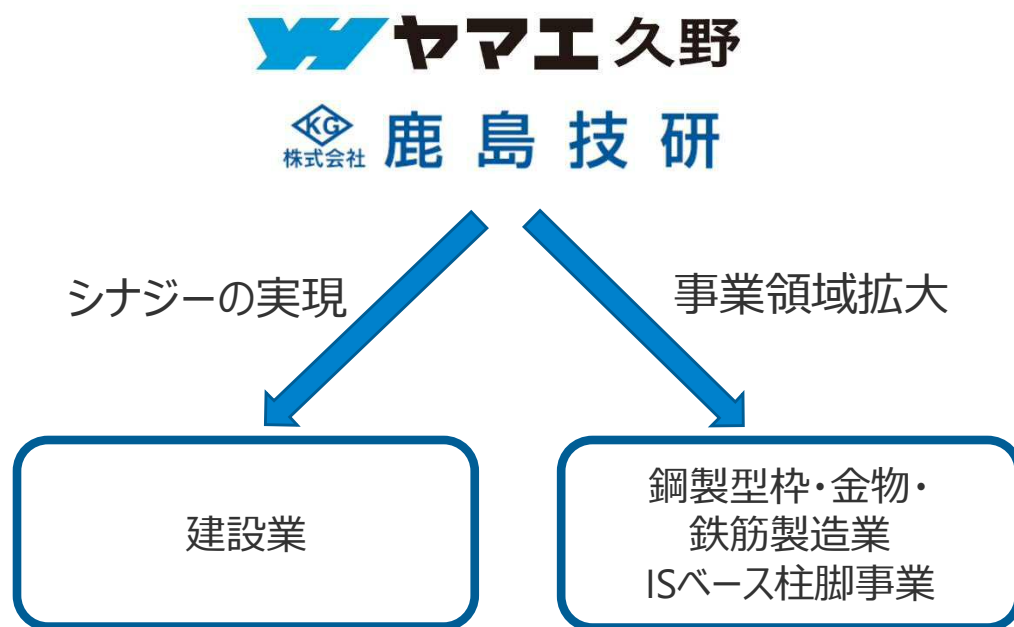 ヤマエ久野
KG
株式会社 鹿島技研
シナジーの実現
事業領域拡大
建設業
鋼製型枠・金物・
鉄筋製造業
ISベース柱脚事業